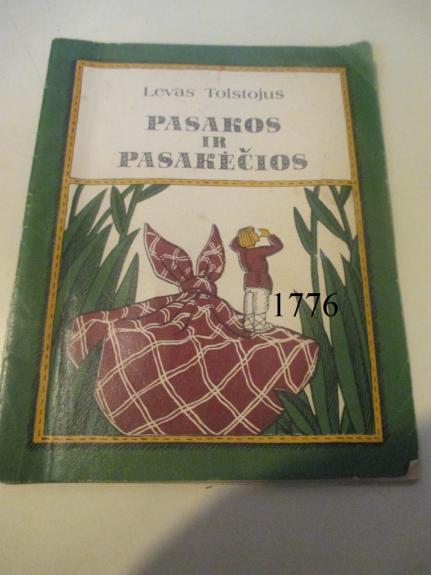 Levas Tolstojus
PASAKOS
IR
PASAKĖČIOS
1776